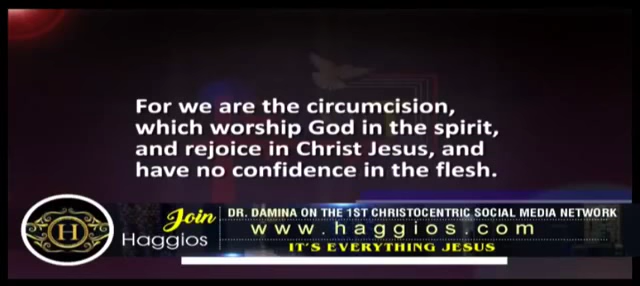 For we are the circumcision,
which worship God in the spirit,
and rejoice in Christ Jesus, and
have no confidence in the flesh.
H
Join
Haggios
DR. DAMINA ON THE 1ST CHRISTOCENTRIC SOCIAL MEDIA NETWORK
www.haggios.com
IT'S EVERYTHING JESUS